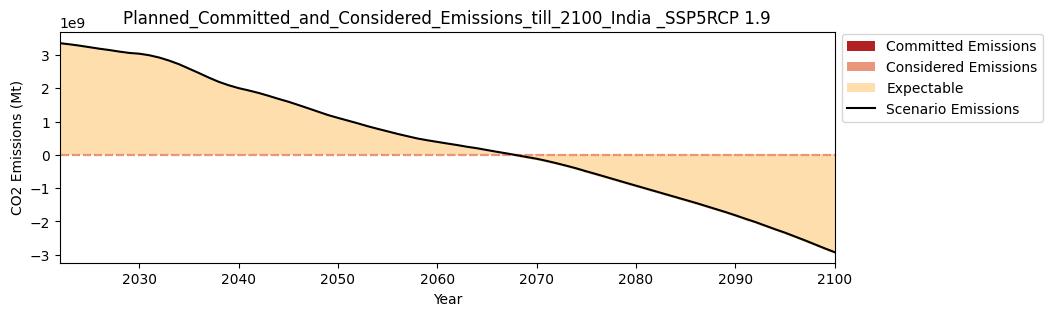 Planned_Committed_and_Considered_Emissions_till_2100_India _SSP5RCP 1.9
1e9
3
2
1
0
−1
−2
−3
CO2 Emissions (Mt)
2030 2040 2050 2060 2070 2080 2090 2100
Year
Committed Emissions
Considered Emissions
Expectable
Scenario Emissions